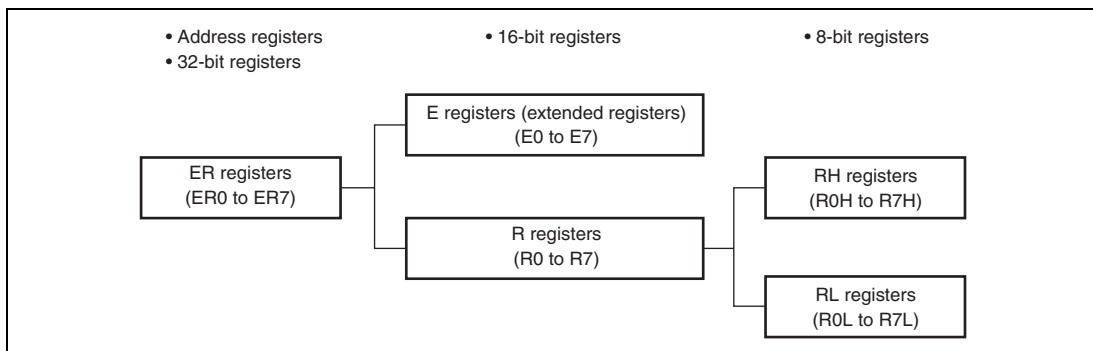 • Address registers
• 32-bit registers
• 16-bit registers
• 8-bit registers
E registers (extended registers)
(E0 to E7)
ER registers
(ER0 to ER7)
RH registers
(R0H to R7H)
R registers
(R0 to R7)
RL registers
(R0L to R7L)